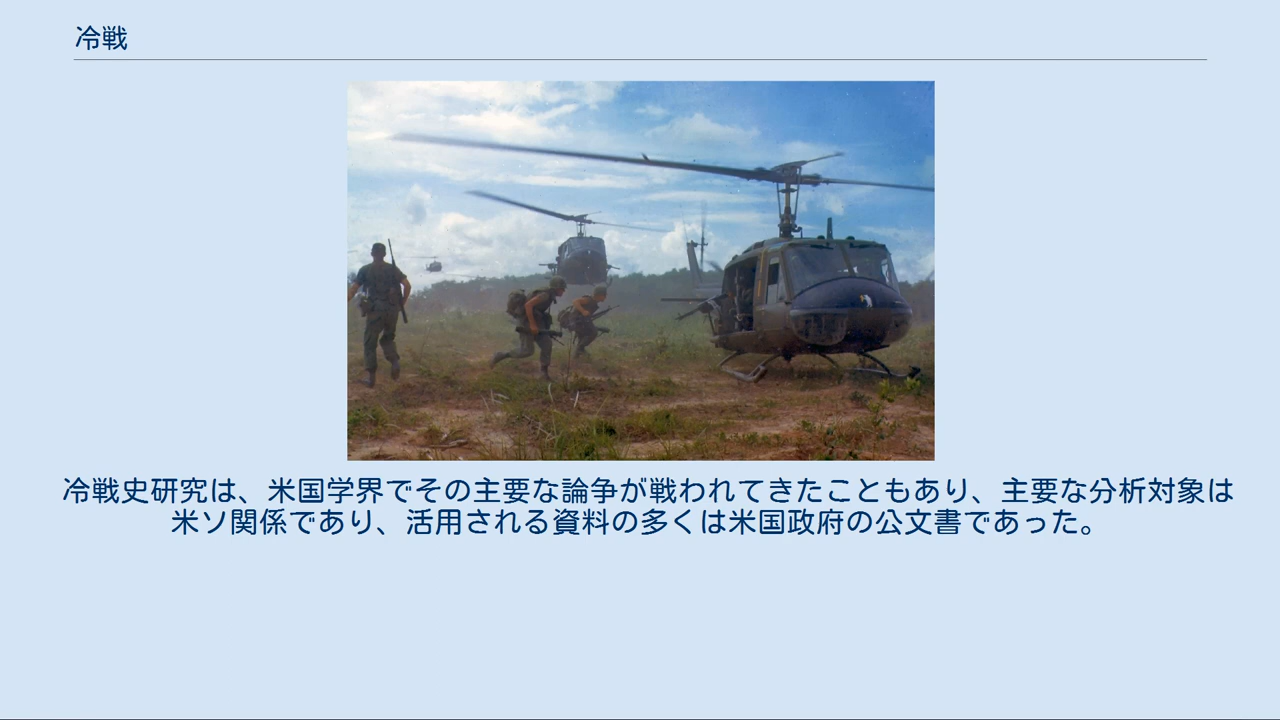 冷戦
冷戦史研究は、米国学界でその主要な論争が戦われてきたこともあり、主要な分析対象は
米ソ関係であり、活用される資料の多くは米国政府の公文書であった。